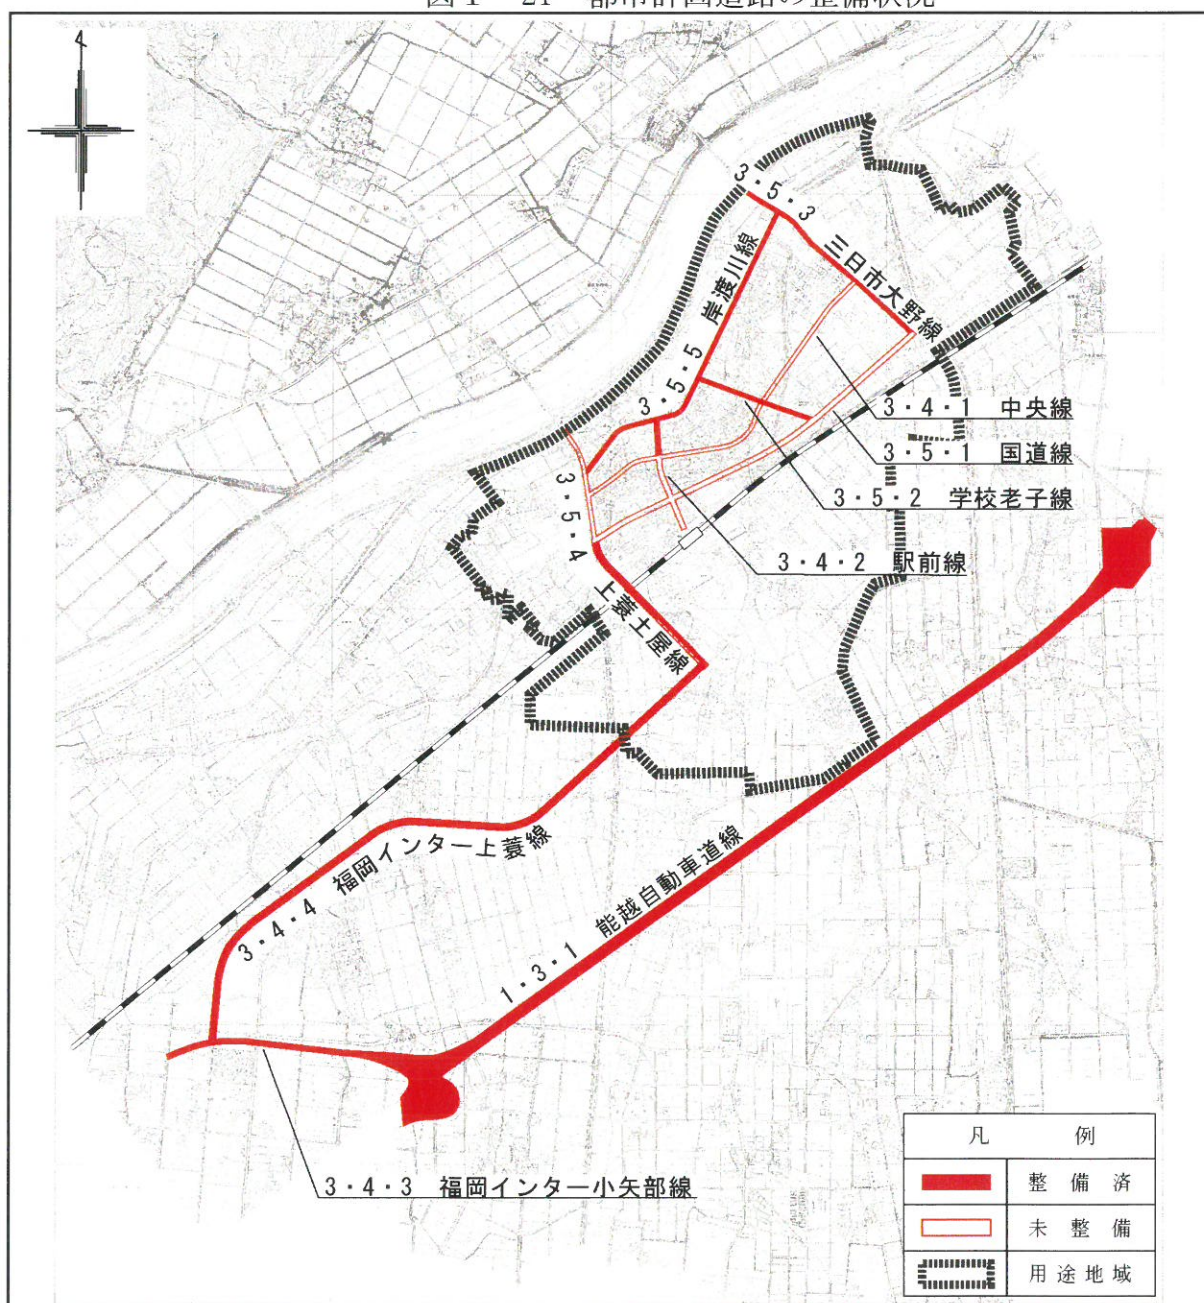 図1-21 都市計画道路の整備状況
4
3・5・3 三日市大野線
3・5・5 岸渡川線
3・4・1 中央線
3・5・1 国道線
3・5・2 学校老子線
3・4・2 駅前線
3・5・4 上蓑土屋線
3・4・4 福岡インター上蓑線
1・3・1 能越自動車道線
3・4・3 福岡インター小矢部線
凡 例
整備済
未整備
用途地域